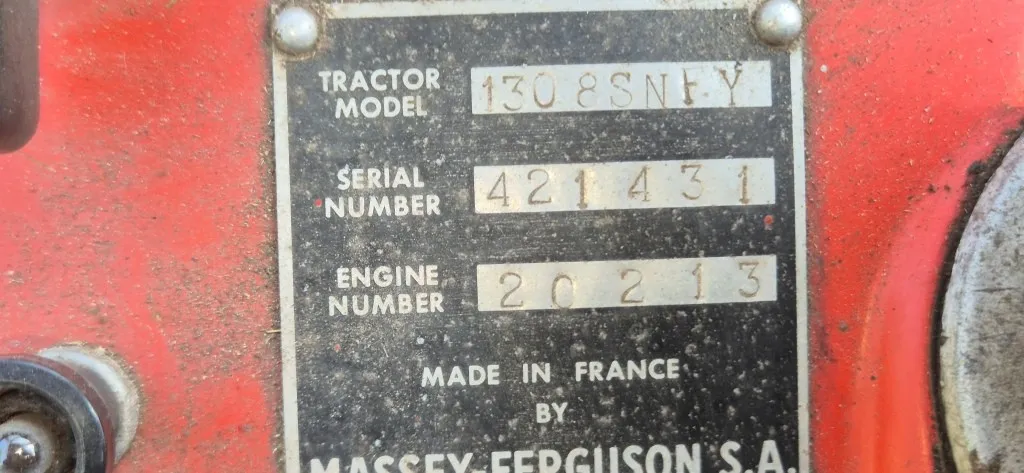 TRACTOR MODEL 130 8SNFY
SERIAL NUMBER 421431
ENGINE NUMBER 20213
MADE IN FRANCE
BY
MASSEY-FERGUSON S.A.